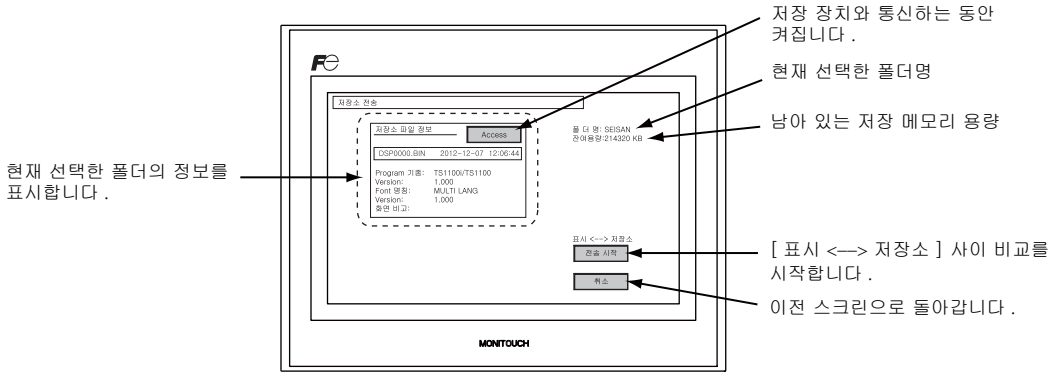 저장 장치와 통신하는 동안
켜집니다 .
현재 선택한 폴더명
남아 있는 저장 메모리 용량
Fe
저장소 전송
저장소 파일 정보
Access
폴 더 명: SEISAN
잔여용량:214320 KB
DSP0000.BIN 2012-12-07 12:06:44
Program 기종: TS1100i/TS1100
Version: 1.000
Font 명칭: MULTI LANG
Version: 1.000
화면 비고:
현재 선택한 폴더의 정보를
표시합니다 .
표시 <--> 저장소
전송 시작
취소
[ 표시 <--> 저장소 ] 사이 비교를
시작합니다 .
이전 스크린으로 돌아갑니다 .
MONITOUCH